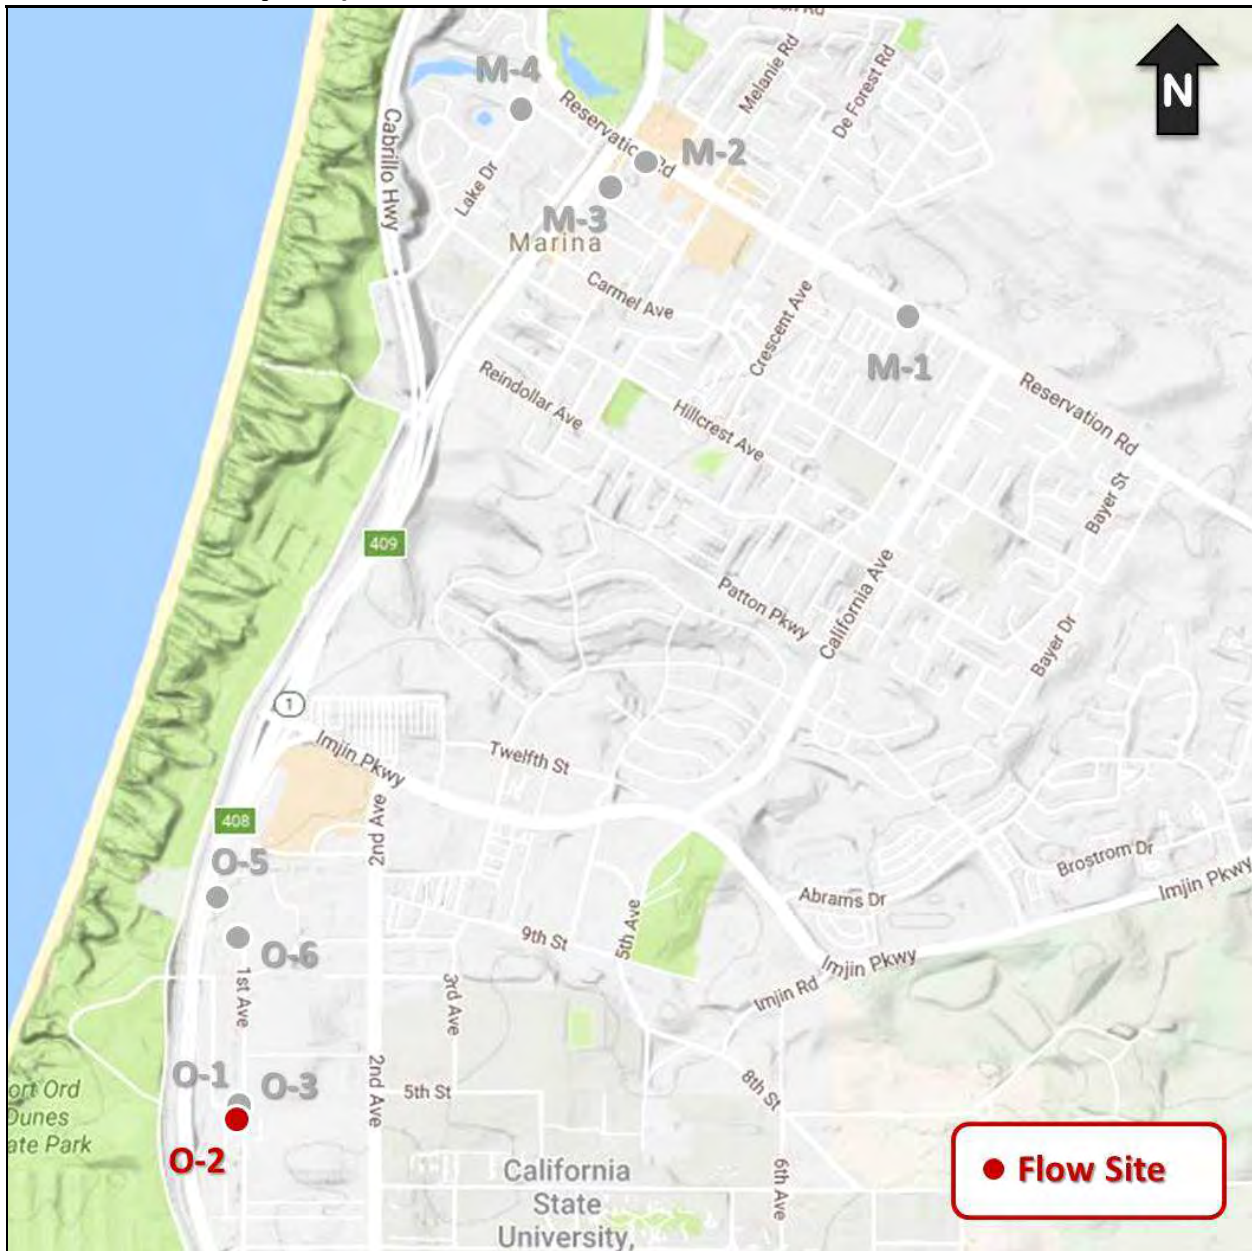 Melanie Rd
De Forest Rd
N
M-4
Cabrillo Hwy
Reservation Rd
M-2
Lake Dr
M-3
Marina
Carmel Ave
Crescent Ave
M-1
Reindollar Ave
Hillcrest Ave
Reservation Rd
Bayer St
409
Patton Pkwy
California Ave
Bayer Dr
1
Imjin Pkwy
Twelfth St
408
2nd Ave
O-5
Brostrom Dr
Abrams Dr
Imjin Pkwy
O-6
9th St
5th Ave
Imjin Pkwy
Imjin Rd
1st Ave
3rd Ave
O-1
O-3
2nd Ave
5th St
8th St
ort Ord
Dunes
ate Park
O-2
California
State
University,
6th Ave
Flow Site